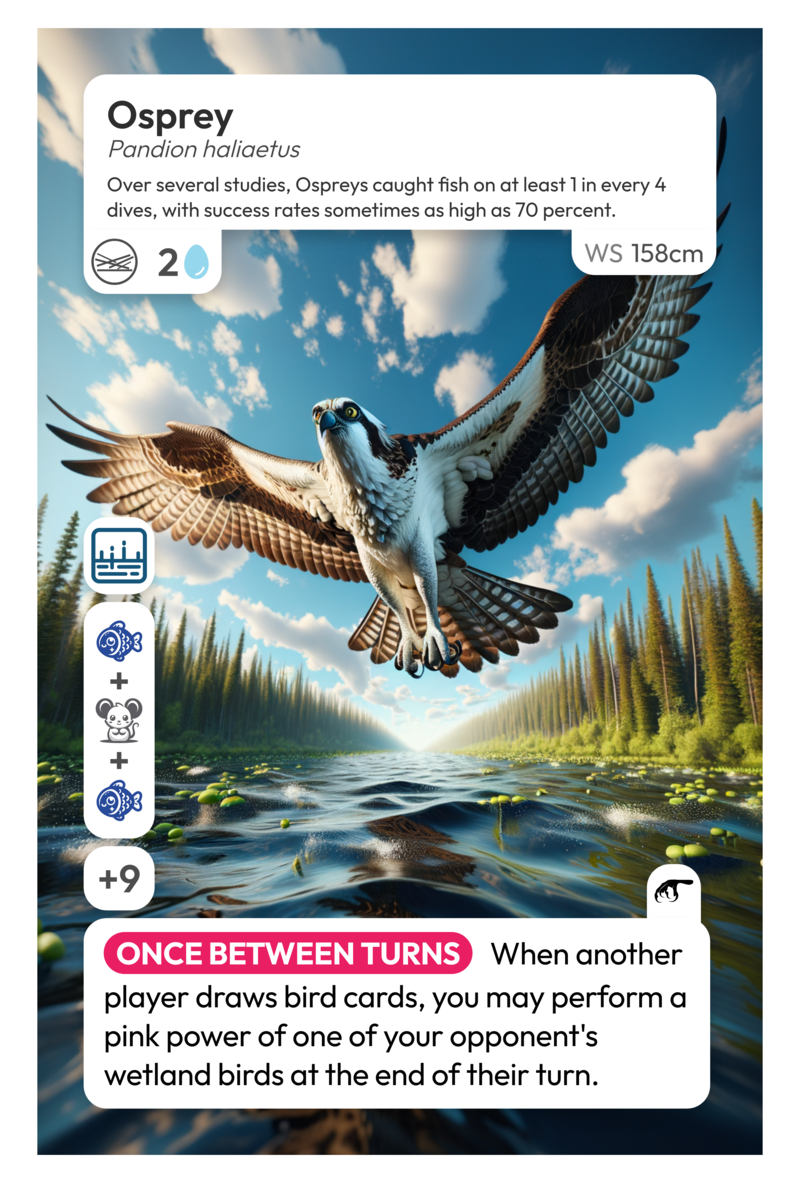 Osprey
Pandion haliaetus
Over several studies, Ospreys caught fish on at least 1 in every 4
dives, with success rates sometimes as high as 70 percent.
2
WS 158cm
+
+
+9
ONCE BETWEEN TURNS When another
player draws bird cards, you may perform a
pink power of one of your opponent's
wetland birds at the end of their turn.